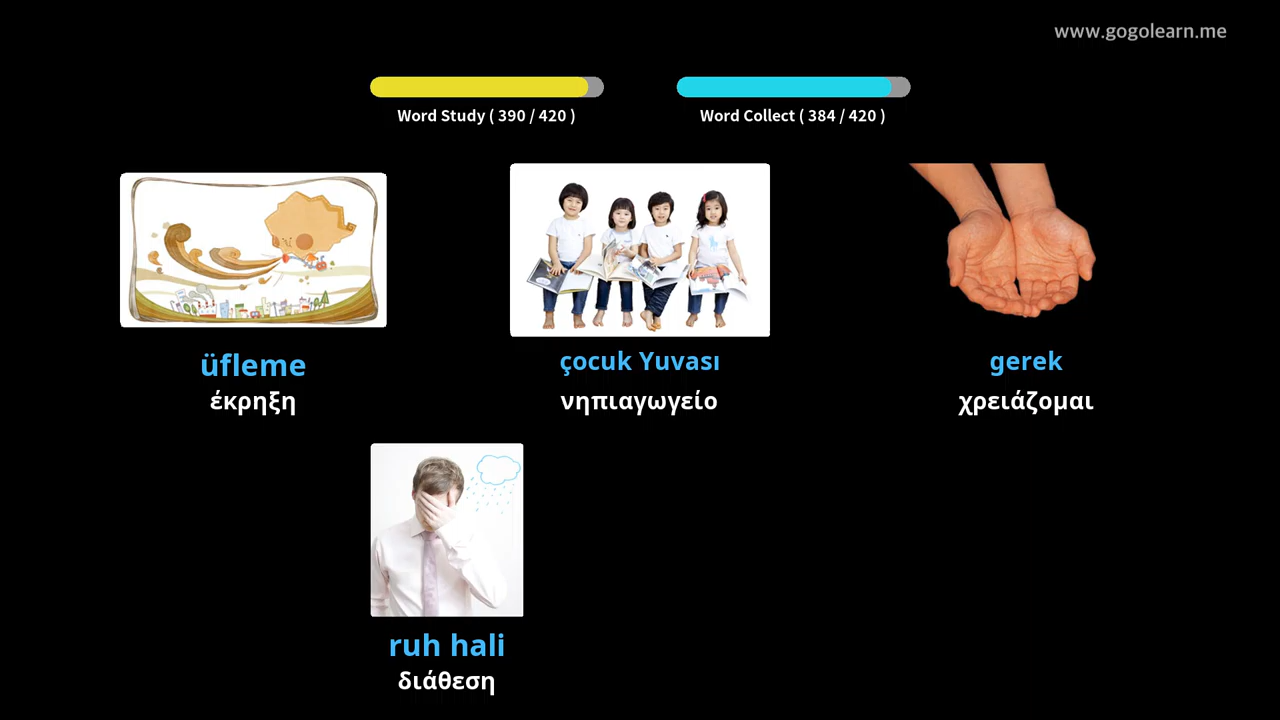 www.gogolearn.me
Word Study ( 390 / 420 )
Word Collect ( 384 / 420 )
üfleme
έκρηξη
çocuk Yuvası
νηπιαγωγείο
gerek
χρειάζομαι
ruh hali
διάθεση